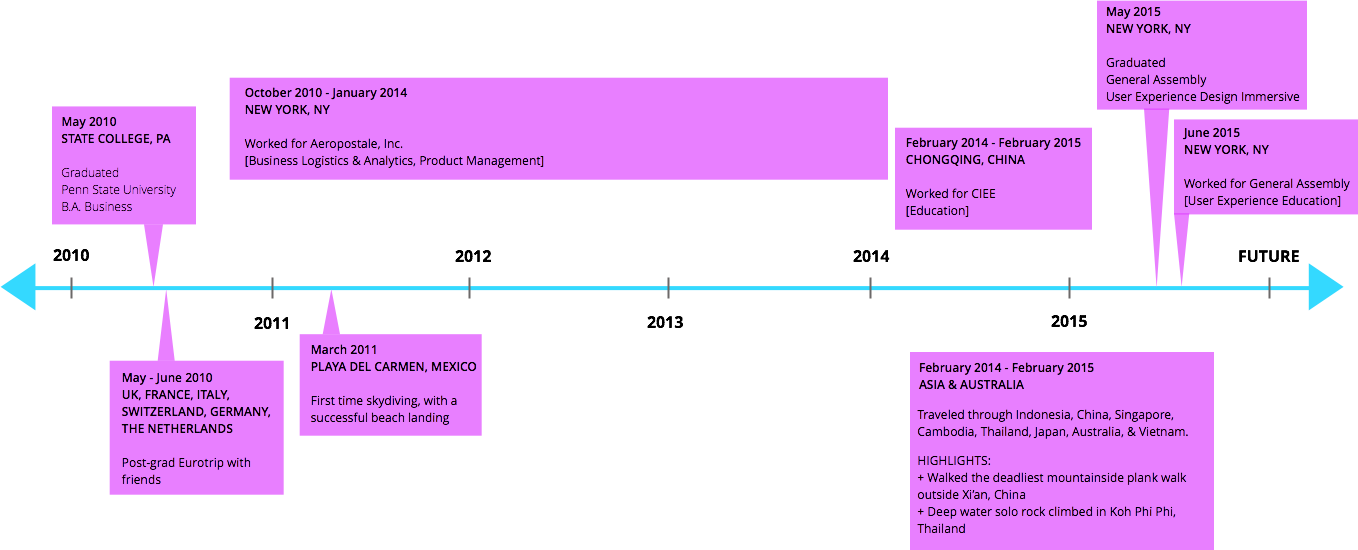 May 2010
STATE COLLEGE, PA
Graduated
Penn State University
B.A. Business
October 2010 - January 2014
NEW YORK, NY
Worked for Aeropostale, Inc.
[Business Logistics & Analytics, Product Management]
February 2014 - February 2015
CHONGQING, CHINA
Worked for CIEE
[Education]
May 2015
NEW YORK, NY
Graduated
General Assembly
User Experience Design Immersive
June 2015
NEW YORK, NY
Worked for General Assembly
[User Experience Education]
2010
2012
2014
FUTURE
2011
2013
2015
May - June 2010
UK, FRANCE, ITALY,
SWITZERLAND, GERMANY,
THE NETHERLANDS
Post-grad Eurotrip with
friends
March 2011
PLAYA DEL CARMEN, MEXICO
First time skydiving, with a
successful beach landing
February 2014 - February 2015
ASIA & AUSTRALIA
Traveled through Indonesia, China, Singapore,
Cambodia, Thailand, Japan, Australia, & Vietnam.
HIGHLIGHTS:
+ Walked the deadliest mountainside plank walk
outside Xi’an, China
+ Deep water solo rock climbed in Koh Phi Phi,
Thailand